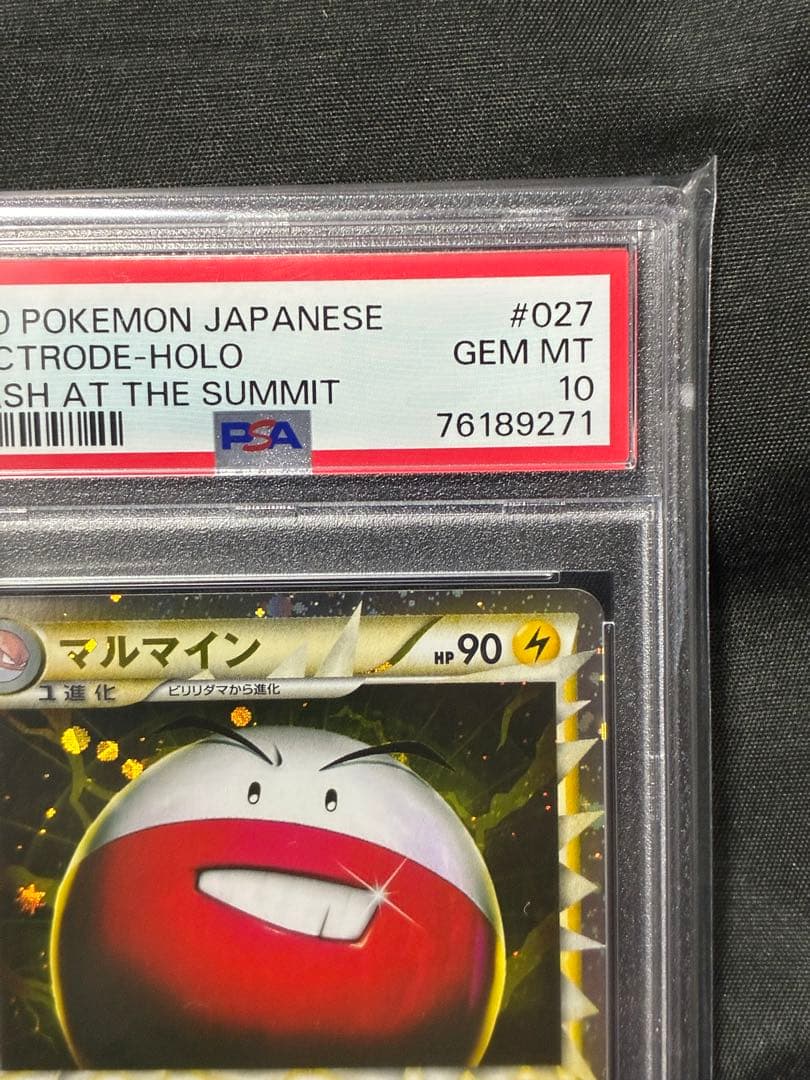 0 POKEMON JAPANESE #027
CTRODE-HOLO GEM MT
SH AT THE SUMMIT 10
PSA 76189271
マルマイン HP90
1進化 ビリリダマから進化